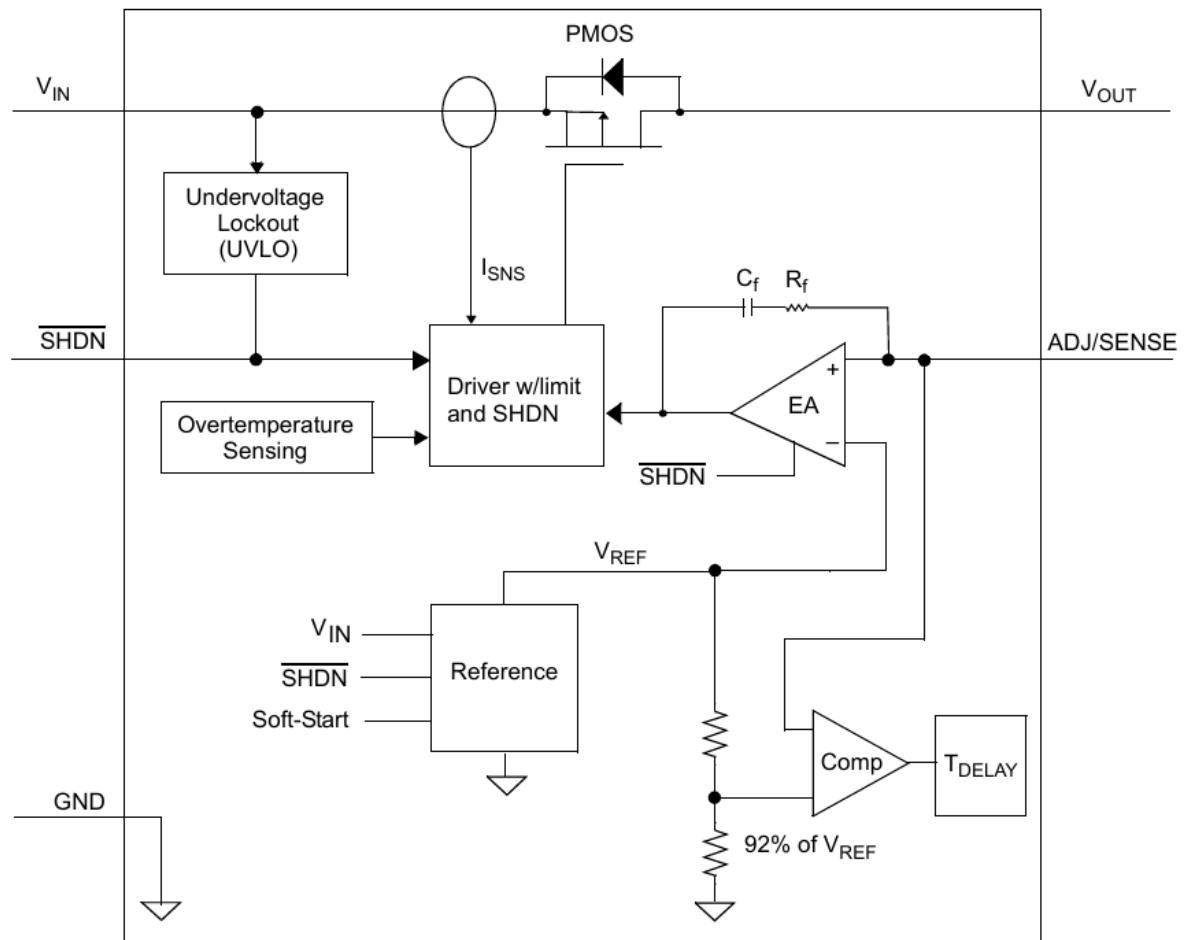 PMOS
VIN
VOUT
Undervoltage
Lockout
(UVLO)
ISNS
Cf
Rf
SHDN
ADJ/SENSE
Driver w/limit
and SHDN
+
EA
−
Overtemperature
Sensing
SHDN
VREF
VIN
SHDN
Soft-Start
Reference
Comp
TDELAY
GND
92% of VREF